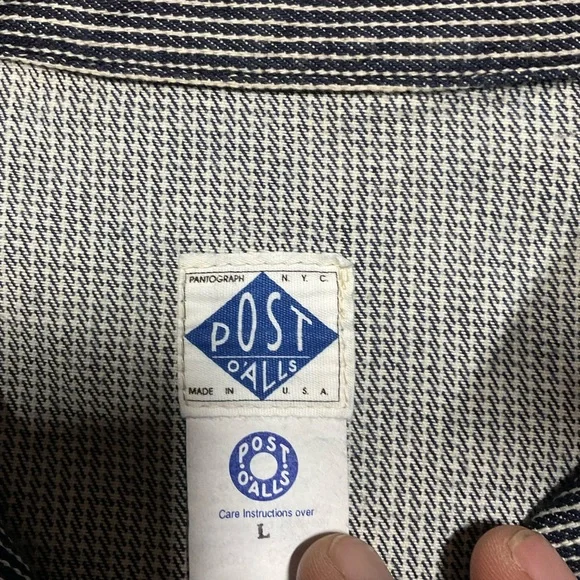 PANTOGRAPH N. Y. C.
POST
O'ALLS
MADE IN U. S. A.
POST
O'ALLS
Care Instructions over
L